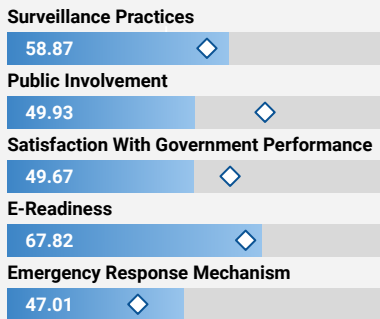 Surveillance Practices
58.87
Public Involvement
49.93
Satisfaction With Government Performance
49.67
E-Readiness
67.82
Emergency Response Mechanism
47.01